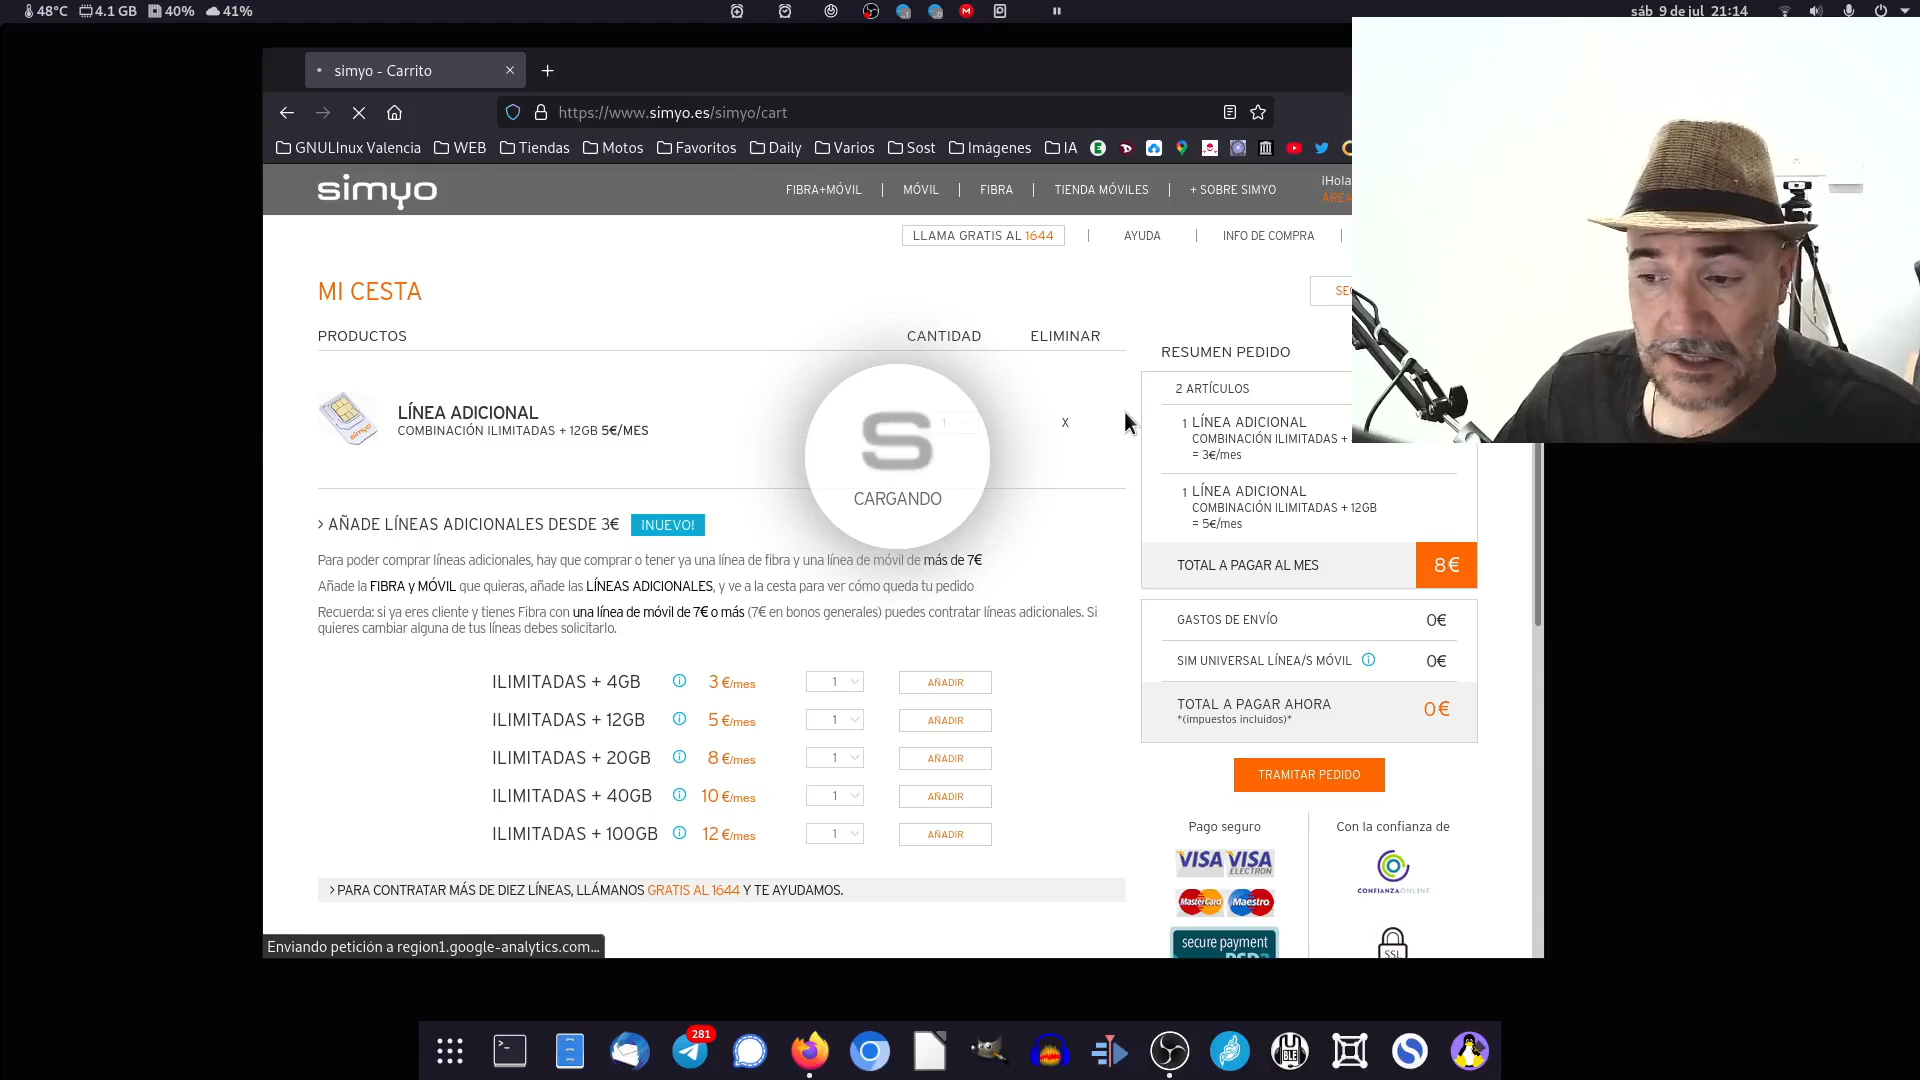 48°C 4.1 GB 40% 41%
sáb 9 de jul 21:14
simyo - Carrito
https://www.simyo.es/simyo/cart
GNULInux Valencia WEB Tiendas Motos Favoritos Daily Varios Sost Imágenes IA
simyo
FIBRA+MÓVIL MÓVIL FIBRA TIENDA MÓVILES + SOBRE SIMYO
¡Hola
LLAMA GRATIS AL 1644 AYUDA INFO DE COMPRA
MI CESTA
PRODUCTOS CANTIDAD ELIMINAR
LÍNEA ADICIONAL
COMBINACIÓN ILIMITADAS + 12GB 5€/MES
1
X
S
CARGANDO
> AÑADE LÍNEAS ADICIONALES DESDE 3€ ¡NUEVO!
Para poder comprar líneas adicionales, hay que comprar o tener ya una línea de fibra y una línea de móvil de más de 7€
Añade la FIBRA y MÓVIL que quieras, añade las LÍNEAS ADICIONALES, y ve a la cesta para ver cómo queda tu pedido
Recuerda: si ya eres cliente y tienes Fibra con una línea de móvil de 7€ o más (7€ en bonos generales) puedes contratar líneas adicionales. Si
quieres cambiar alguna de tus líneas debes solicitarlo.
ILIMITADAS + 4GB 3 €/mes 1 AÑADIR
ILIMITADAS + 12GB 5 €/mes 1 AÑADIR
ILIMITADAS + 20GB 8 €/mes 1 AÑADIR
ILIMITADAS + 40GB 10 €/mes 1 AÑADIR
ILIMITADAS + 100GB 12 €/mes 1 AÑADIR
> PARA CONTRATAR MÁS DE DIEZ LÍNEAS, LLÁMANOS GRATIS AL 1644 Y TE AYUDAMOS.
RESUMEN PEDIDO
2 ARTÍCULOS
1 LÍNEA ADICIONAL
COMBINACIÓN ILIMITADAS +
= 3€/mes
1 LÍNEA ADICIONAL
COMBINACIÓN ILIMITADAS + 12GB
= 5€/mes
TOTAL A PAGAR AL MES 8€
GASTOS DE ENVÍO 0€
SIM UNIVERSAL LÍNEA/S MÓVIL 0€
TOTAL A PAGAR AHORA 0€
*(impuestos incluidos)*
TRAMITAR PEDIDO
Pago seguro
Con la confianza de
VISA VISA
ELECTRON
CONFIANZA ONLINE
MasterCard Maestro
secure payment
SSL
Enviando petición a region1.google-analytics.com...
281
BLE